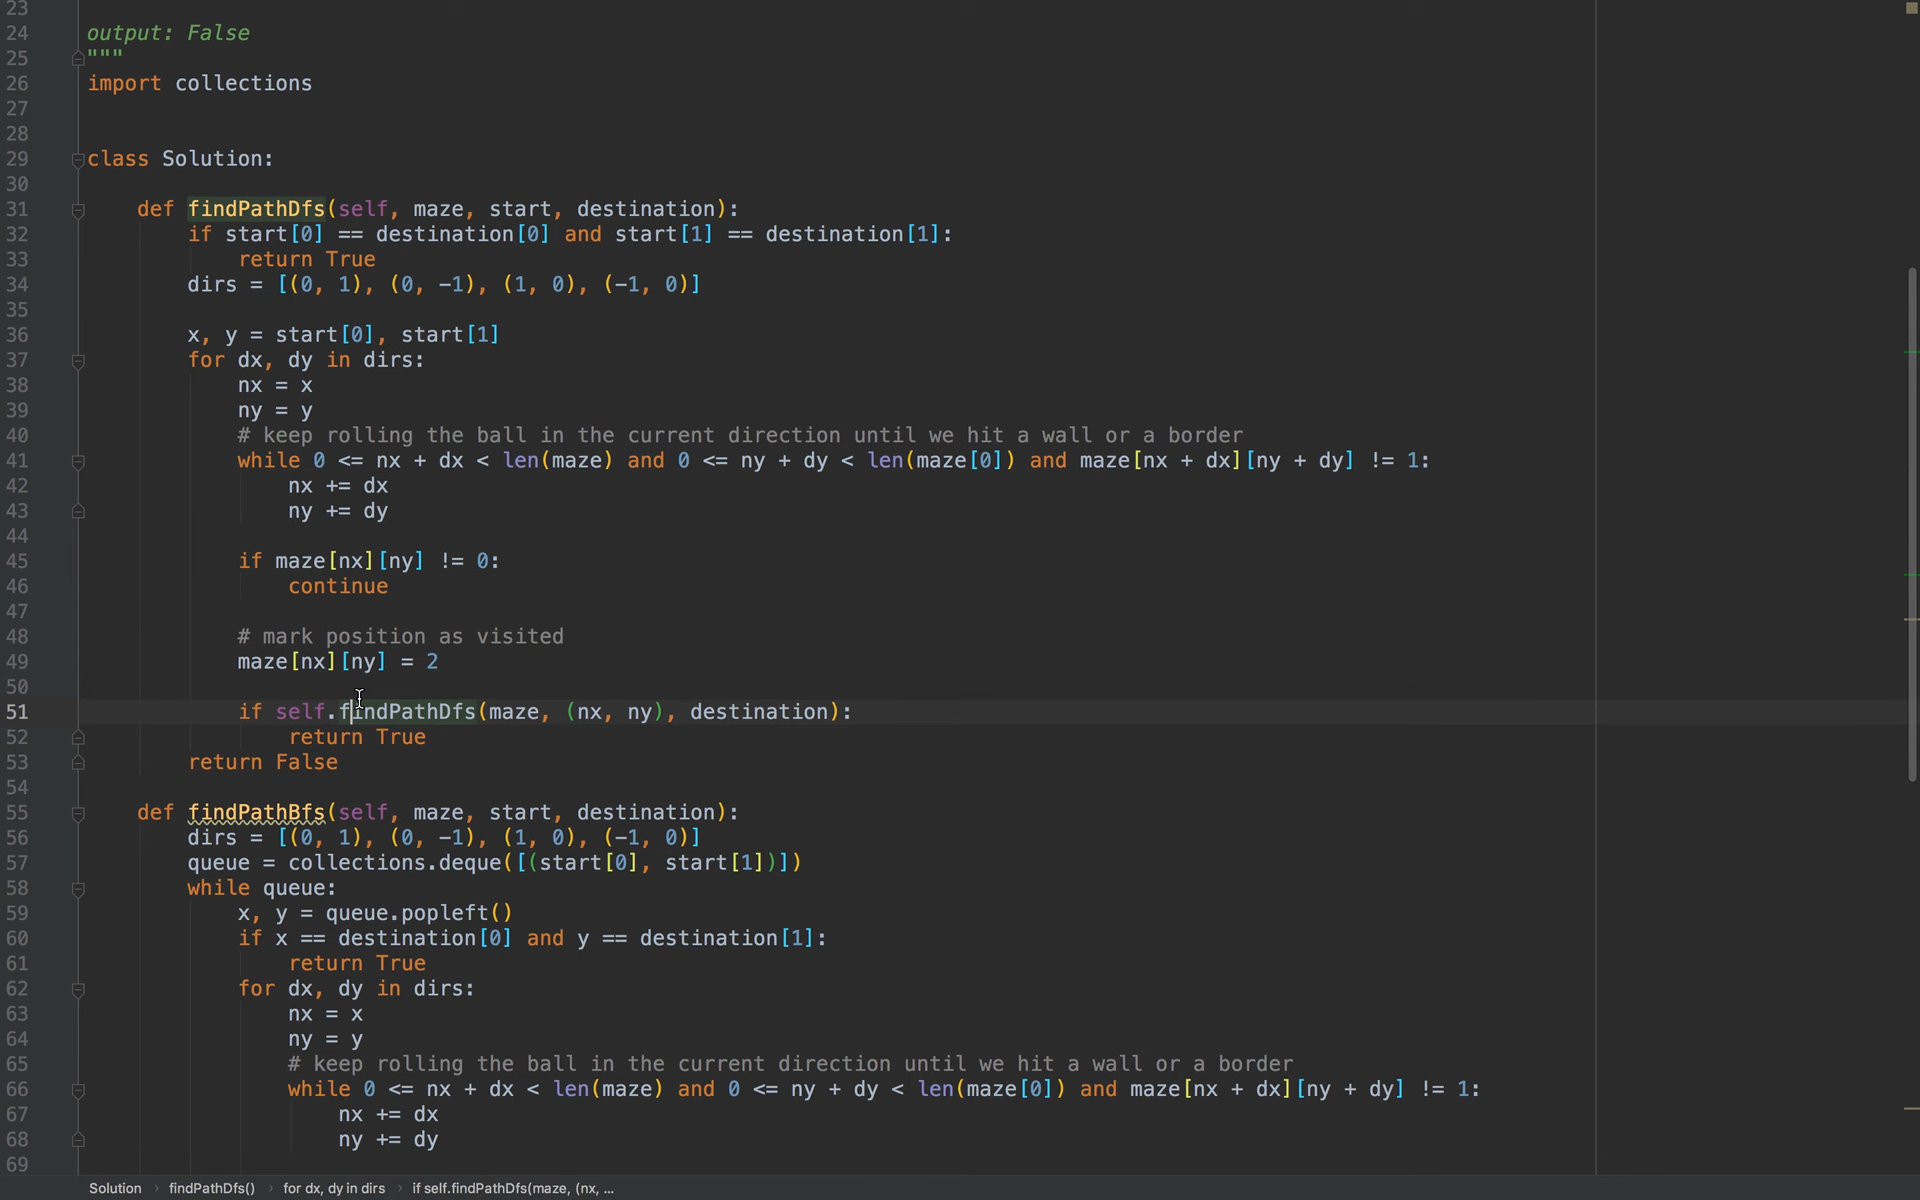 23
24 output: False
25 """
26 import collections
27
28
29 class Solution:
30
31 def findPathDfs(self, maze, start, destination):
32 if start[0] == destination[0] and start[1] == destination[1]:
33 return True
34 dirs = [(0, 1), (0, -1), (1, 0), (-1, 0)]
35
36 x, y = start[0], start[1]
37 for dx, dy in dirs:
38 nx = x
39 ny = y
40 # keep rolling the ball in the current direction until we hit a wall or a border
41 while 0 <= nx + dx < len(maze) and 0 <= ny + dy < len(maze[0]) and maze[nx + dx][ny + dy] != 1:
42 nx += dx
43 ny += dy
44
45 if maze[nx][ny] != 0:
46 continue
47
48 # mark position as visited
49 maze[nx][ny] = 2
50
51 if self.findPathDfs(maze, (nx, ny), destination):
52 return True
53 return False
54
55 def findPathBfs(self, maze, start, destination):
56 dirs = [(0, 1), (0, -1), (1, 0), (-1, 0)]
57 queue = collections.deque([(start[0], start[1])])
58 while queue:
59 x, y = queue.popleft()
60 if x == destination[0] and y == destination[1]:
61 return True
62 for dx, dy in dirs:
63 nx = x
64 ny = y
65 # keep rolling the ball in the current direction until we hit a wall or a border
66 while 0 <= nx + dx < len(maze) and 0 <= ny + dy < len(maze[0]) and maze[nx + dx][ny + dy] != 1:
67 nx += dx
68 ny += dy
69
Solution › findPathDfs() › for dx, dy in dirs › if self.findPathDfs(maze, (nx, ...